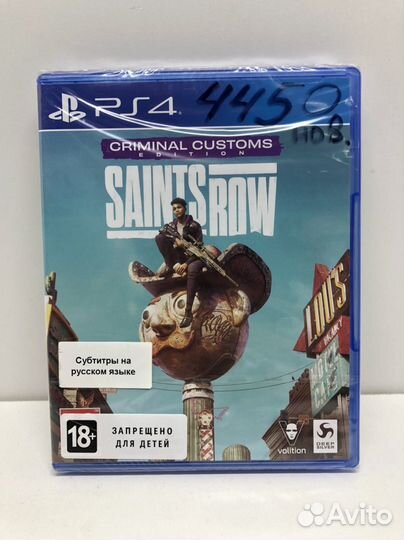 PS4 4450
нов.
CRIMINAL CUSTOMS
EDITION
SAINTS ROW
LOU'S
Субтитры на
русском языке
18+
ЗАПРЕЩЕНО
ДЛЯ ДЕТЕЙ
volition
DEEP
SILVER
Avito